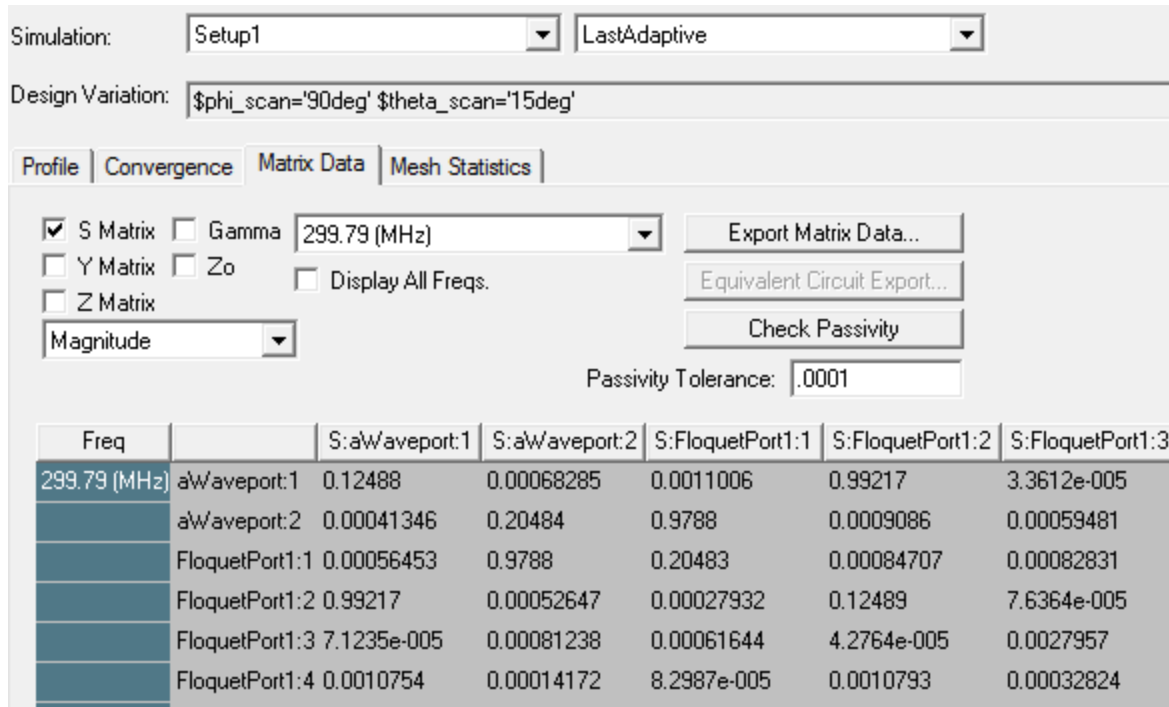 Simulation: Setup1 LastAdaptive
Design Variation: $phi_scan='90deg' $theta_scan='15deg'
Profile Convergence Matrix Data Mesh Statistics
S Matrix Gamma 299.79 (MHz) Export Matrix Data...
Y Matrix Zo Display All Freqs. Equivalent Circuit Export...
Z Matrix
Magnitude Check Passivity
Passivity Tolerance: .0001
Freq S:aWaveport:1 S:aWaveport:2 S:FloquetPort1:1 S:FloquetPort1:2 S:FloquetPort1:3
299.79 (MHz) aWaveport:1 0.12488 0.00068285 0.0011006 0.99217 3.3612e-005
aWaveport:2 0.00041346 0.20484 0.9788 0.0009086 0.00059481
FloquetPort1:1 0.00056453 0.9788 0.20483 0.00084707 0.00082831
FloquetPort1:2 0.99217 0.00052647 0.00027932 0.12489 7.6364e-005
FloquetPort1:3 7.1235e-005 0.00081238 0.00061644 4.2764e-005 0.0027957
FloquetPort1:4 0.0010754 0.00014172 8.2987e-005 0.0010793 0.00032824